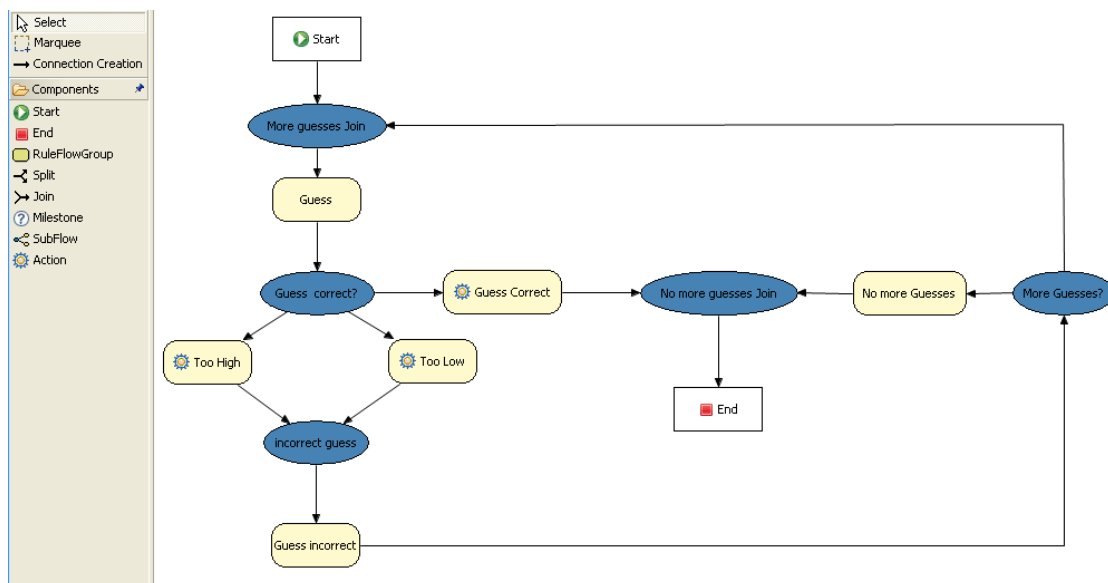 Select
Marquee
Connection Creation
Components
Start
End
RuleFlowGroup
Split
Join
Milestone
SubFlow
Action
Start
More guesses Join
Guess
Guess  correct?
Guess Correct
No more guesses Join
No more Guesses
More Guesses?
Too High
Too Low
End
incorrect guess
Guess incorrect